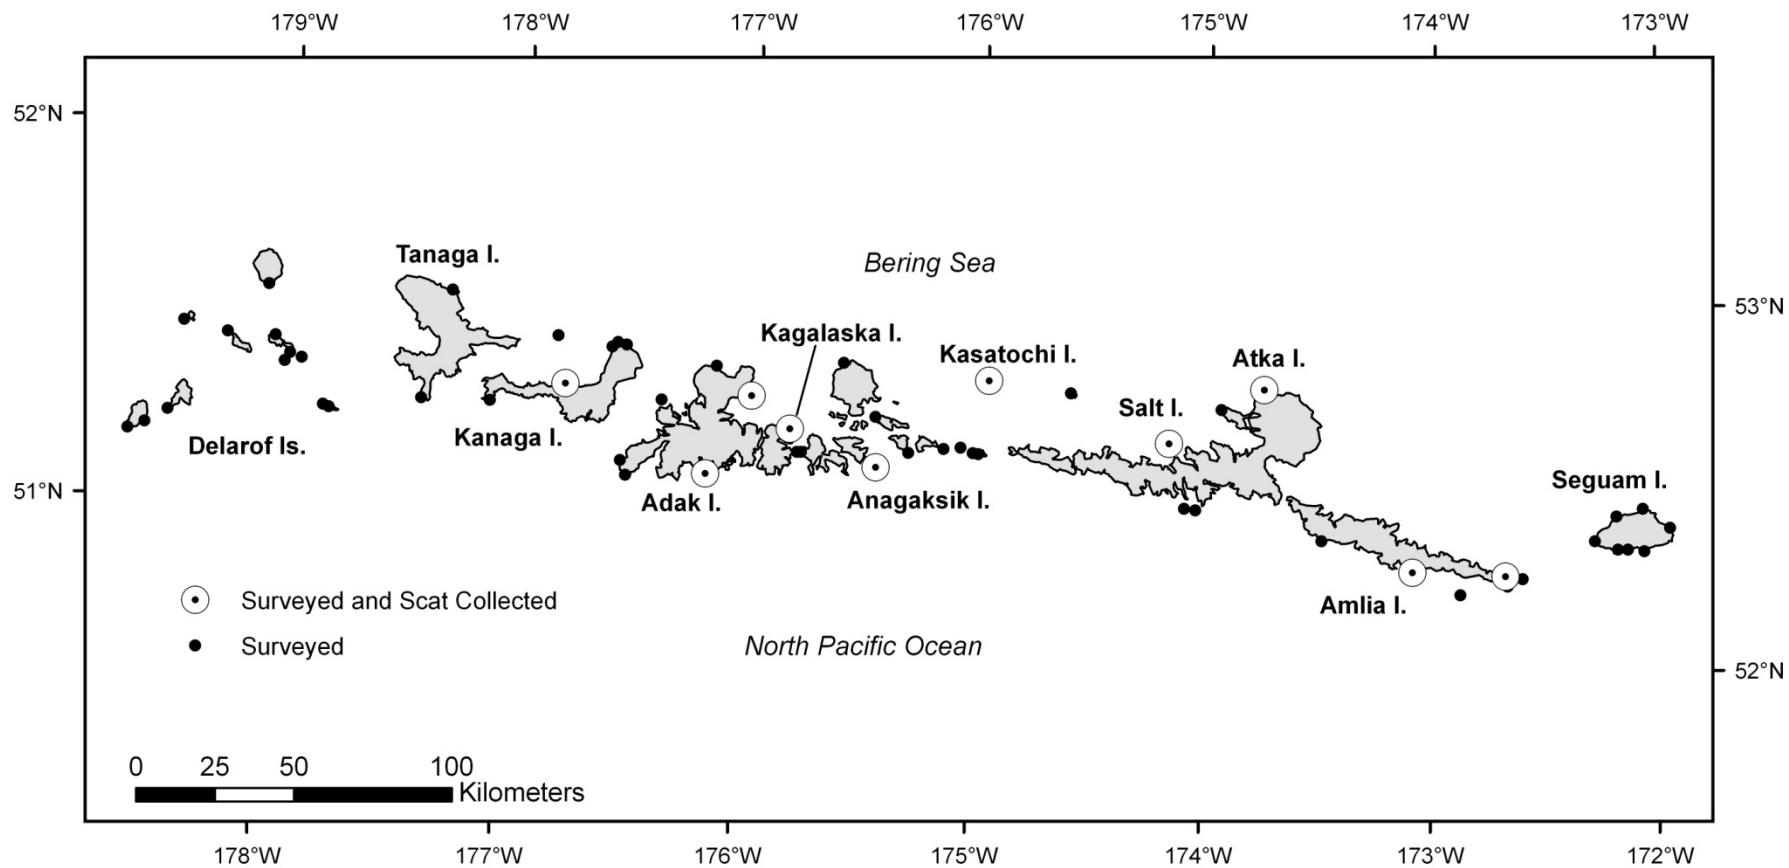 179°W 178°W 177°W 176°W 175°W 174°W 173°W
52°N
Tanaga I.
Bering Sea
53°N
Kagalaska I.
Kasatochi I.
Atka I.
Salt I.
Kanaga I.
Delarof Is.
Seguam I.
51°N
Adak I.
Anagaksik I.
Surveyed and Scat Collected
Amlia I.
Surveyed
North Pacific Ocean
52°N
0 25 50 100
Kilometers
178°W 177°W 176°W 175°W 174°W 173°W 172°W